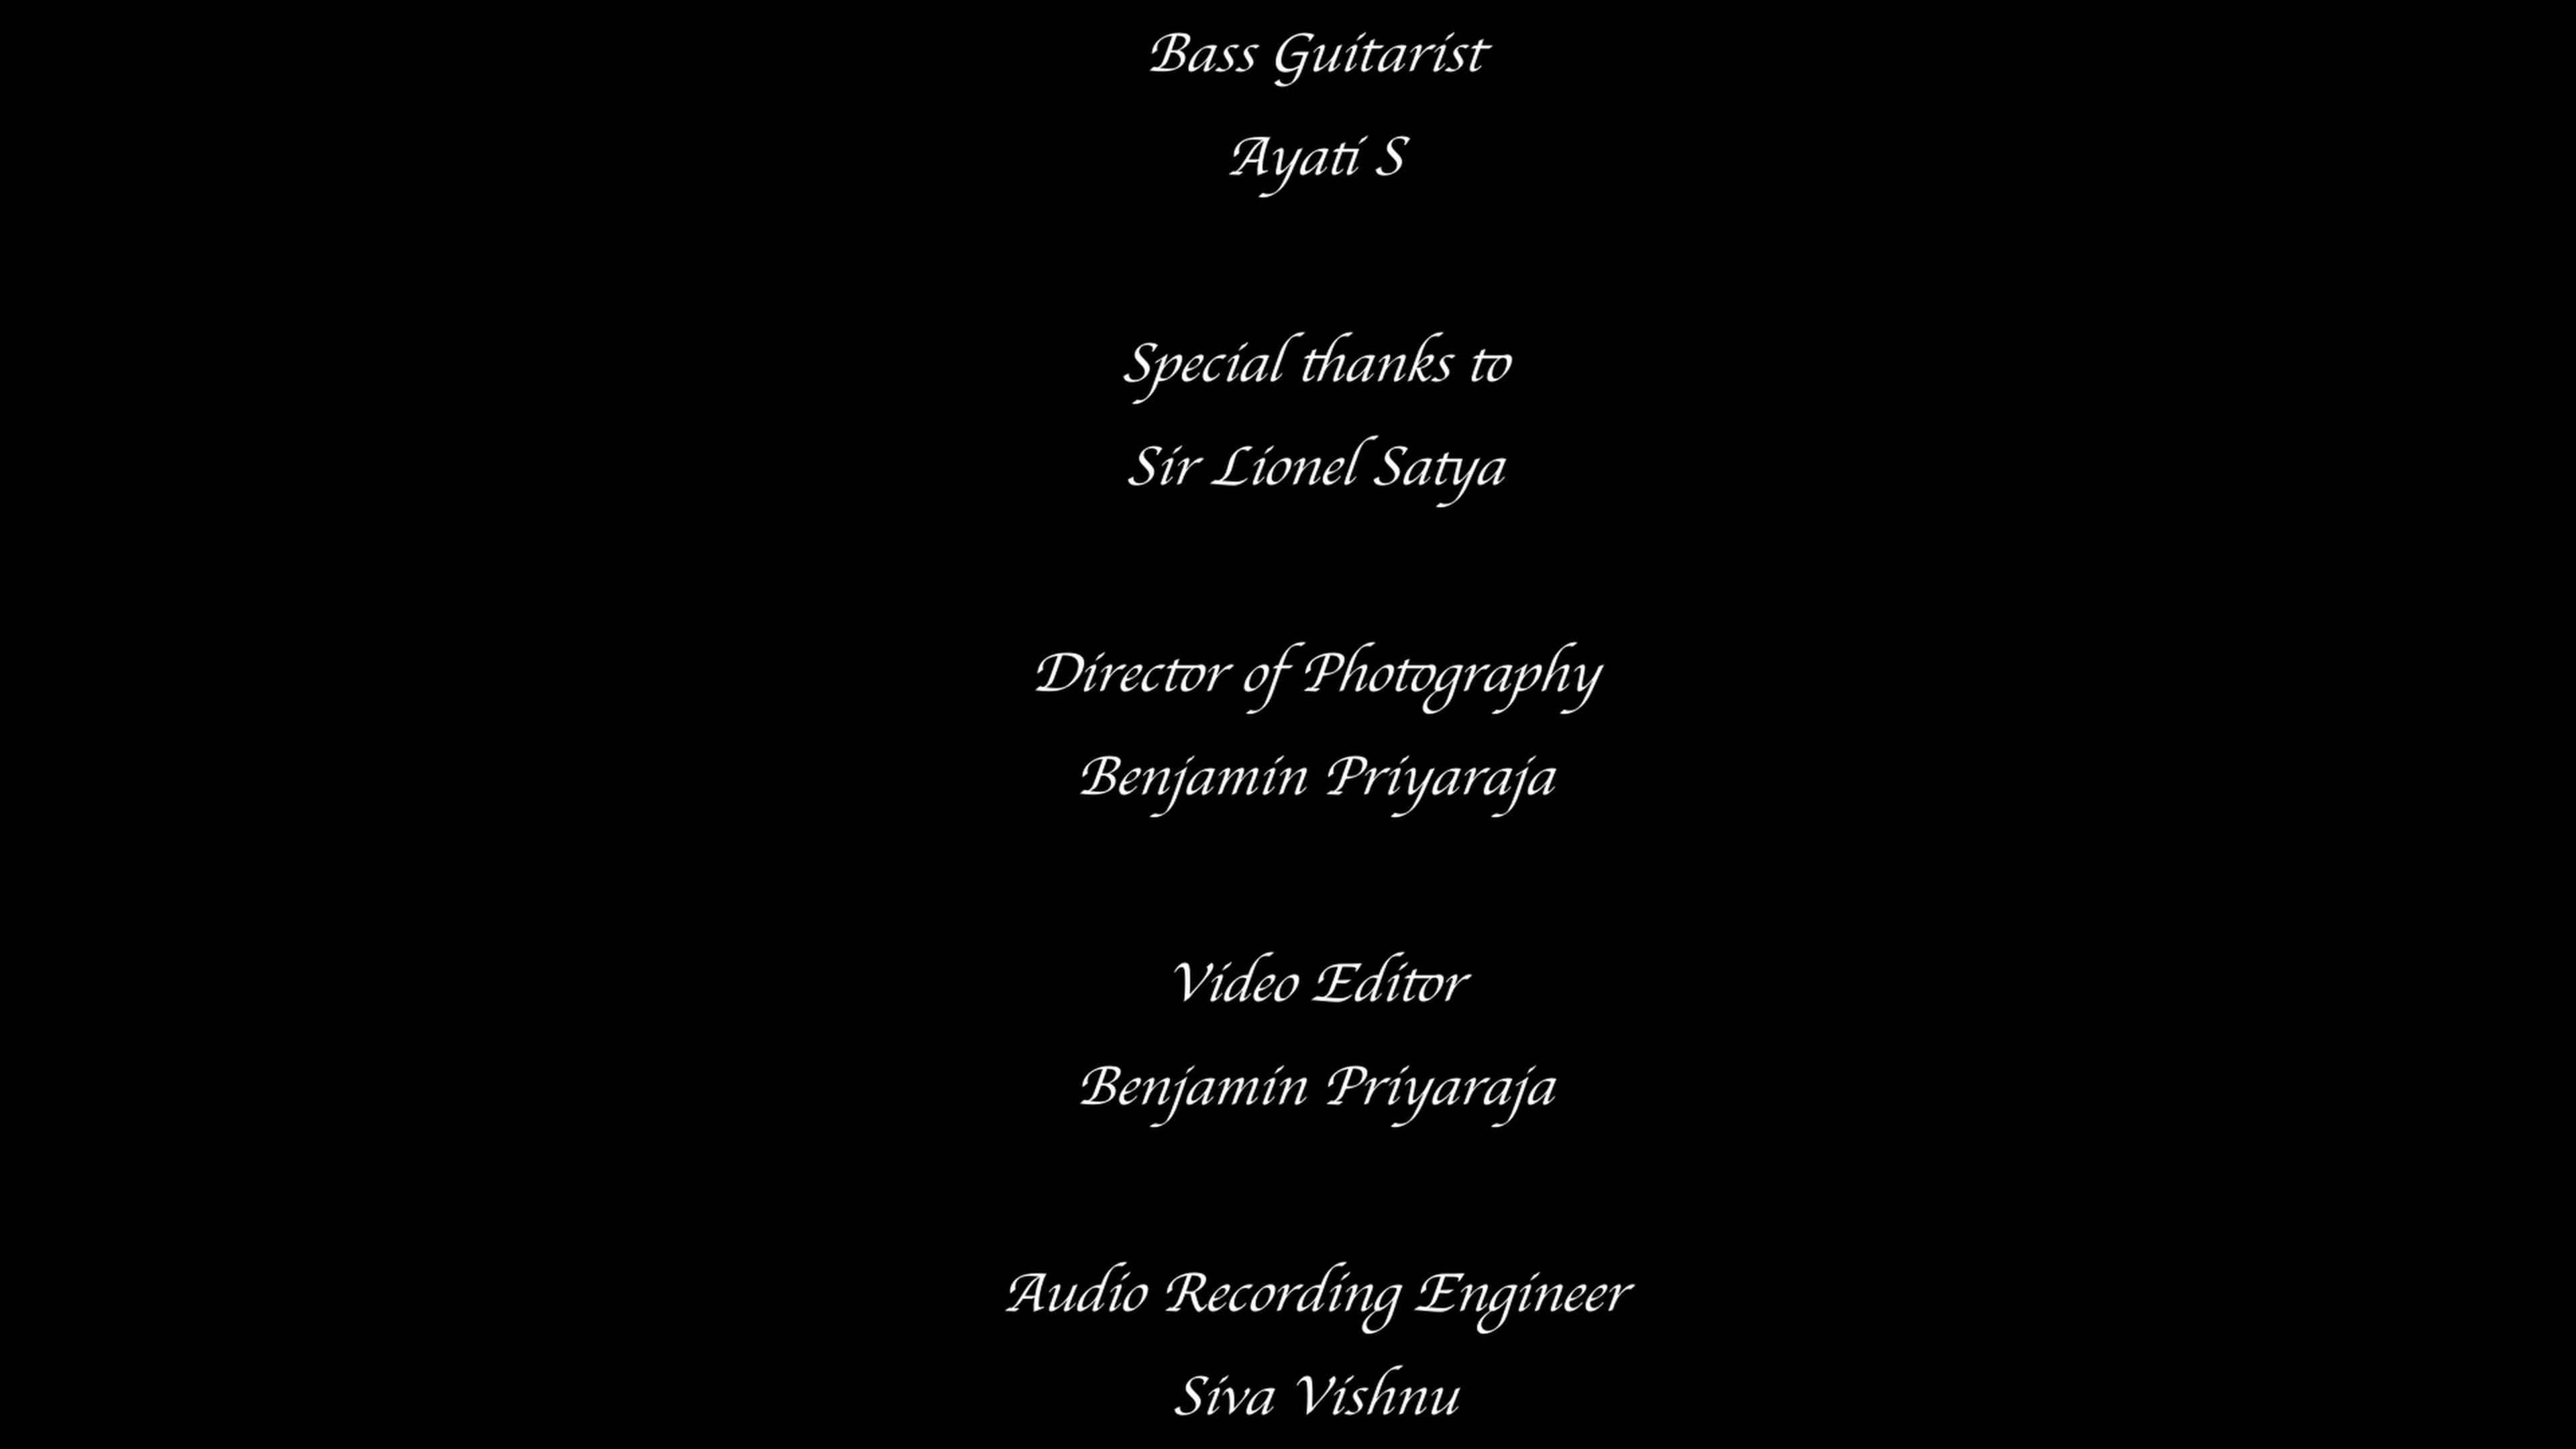 Bass Guitarist
Ayati S
Special thanks to
Sir Lionel Satya
Director of Photography
Benjamin Priyaraja
Video Editor
Benjamin Priyaraja
Audio Recording Engineer
Siva Vishnu